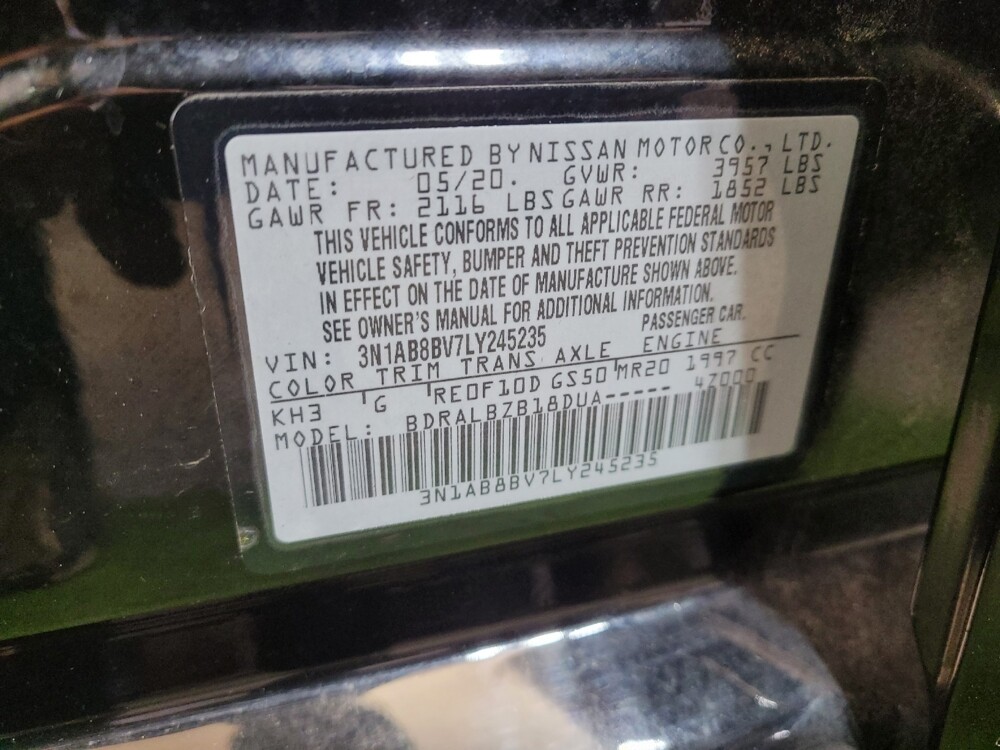 MANUFACTURED BY NISSAN MOTOR CO., LTD.
DATE: 05/20. GVWR: 3957 LBS
GAWR FR: 2116 LBS GAWR RR: 1852 LBS
THIS VEHICLE CONFORMS TO ALL APPLICABLE FEDERAL MOTOR
VEHICLE SAFETY, BUMPER AND THEFT PREVENTION STANDARDS
IN EFFECT ON THE DATE OF MANUFACTURE SHOWN ABOVE.
SEE OWNER'S MANUAL FOR ADDITIONAL INFORMATION.
VIN: 3N1AB8BV7LY245235 PASSENGER CAR.
COLOR TRIM TRANS AXLE ENGINE
KH3 G RE0F10D GS50 MR20 1997 CC
MODEL: BDRALBZB18DUA----- 47000
3N1AB8BV7LY245235